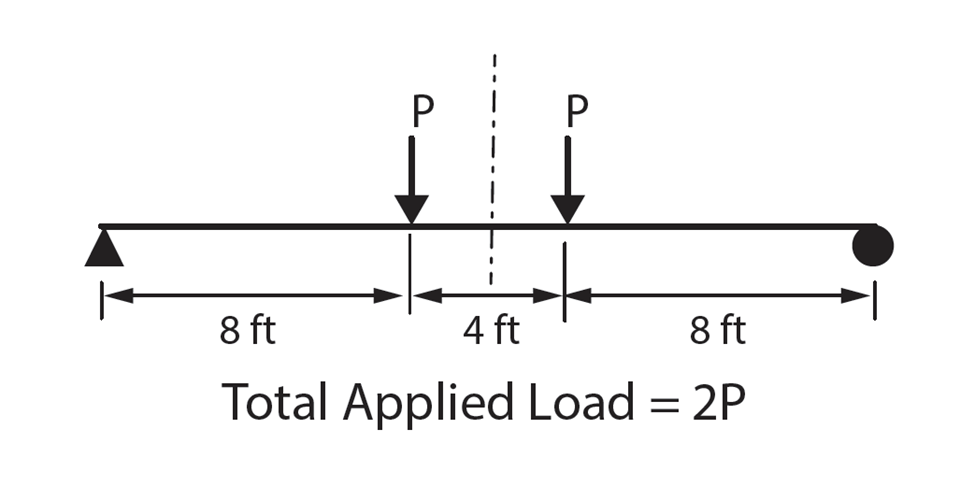 P P
8 ft 4 ft 8 ft
Total Applied Load = 2P